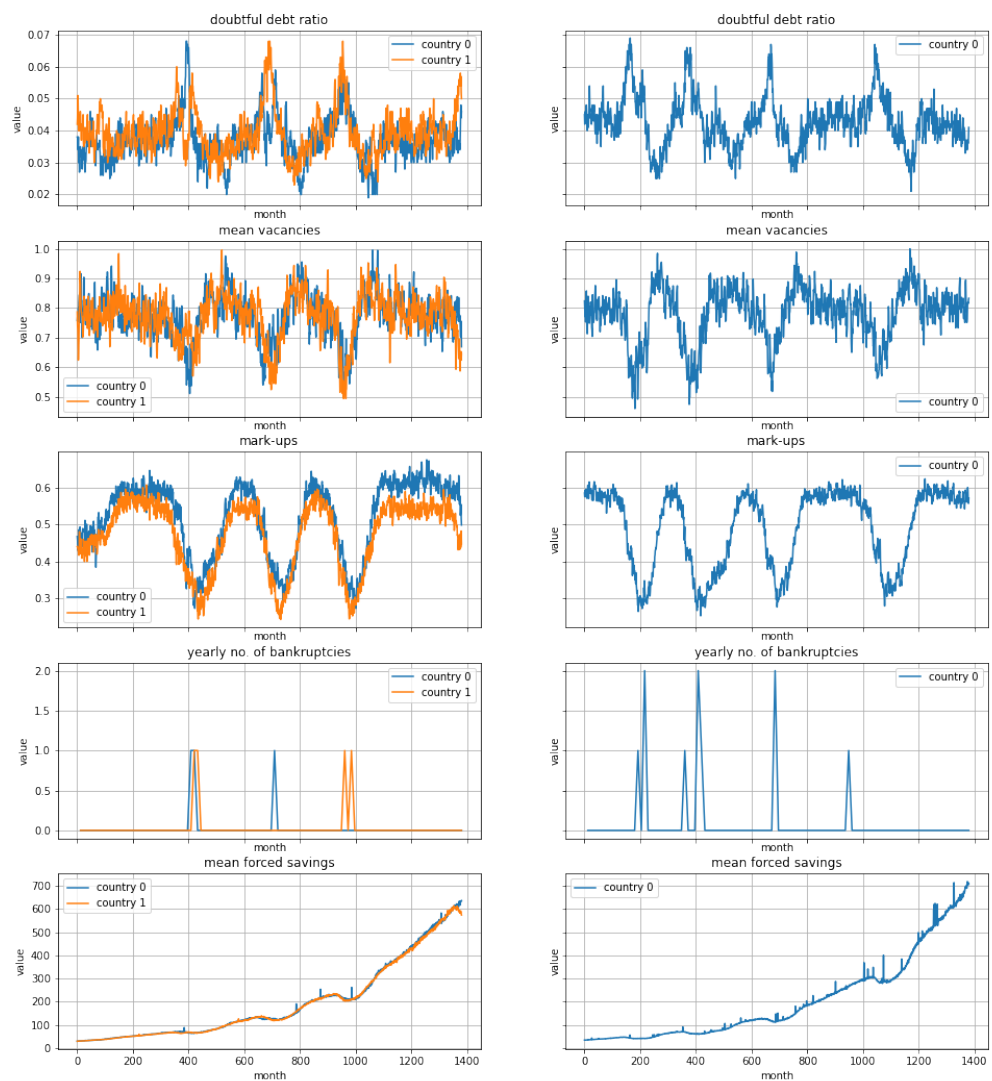 doubtful debt ratio
0.07
0.06
0.05
0.04
0.03
0.02
value
country 0
country 1
month
doubtful debt ratio
value
country 0
month
mean vacancies
1.0
0.9
0.8
0.7
0.6
0.5
value
country 0
country 1
month
mean vacancies
value
country 0
month
mark-ups
0.6
0.5
0.4
0.3
value
country 0
country 1
month
mark-ups
value
country 0
month
yearly no. of bankruptcies
2.0
1.5
1.0
0.5
0.0
value
country 0
country 1
month
yearly no. of bankruptcies
value
country 0
month
mean forced savings
700
600
500
400
300
200
100
0
value
country 0
country 1
0 200 400 600 800 1000 1200 1400
month
mean forced savings
value
country 0
0 200 400 600 800 1000 1200 1400
month